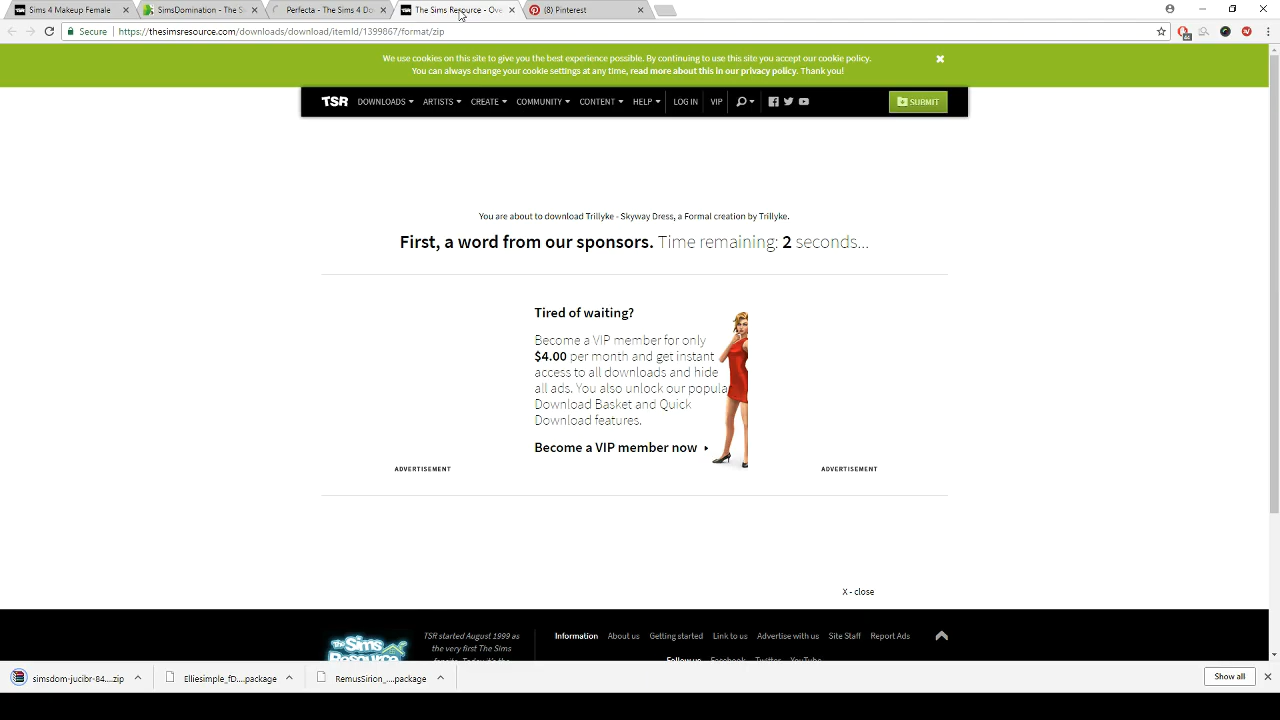 Sims 4 Makeup Female
SimsDomination - The S
Perfecta - The Sims 4 Do
The Sims Resource - Ove
(8) Pinterest
Secure
https://thesimsresource.com/downloads/download/itemId/1399867/format/zip
We use cookies on this site to give you the best experience possible. By continuing to use this site you accept our cookie policy.
You can always change your cookie settings at any time, read more about this in our privacy policy. Thank you!
TSR DOWNLOADS ARTISTS CREATE COMMUNITY CONTENT HELP LOG IN VIP SUBMIT
You are about to download Trillyke - Skyway Dress, a Formal creation by Trillyke.
First, a word from our sponsors. Time remaining: 2 seconds...
Tired of waiting?
Become a VIP member for only
$4.00 per month and get instant
access to all downloads and hide
all ads. You also unlock our popula
Download Basket and Quick
Download features.
Become a VIP member now
ADVERTISEMENT ADVERTISEMENT
X - close
The Sims
Resource
TSR started August 1999 as
the very first The Sims
Information About us Getting started Link to us Advertise with us Site Staff Report Ads
Follow us: Facebook Twitter YouTube
Elliesimple_fD....package
RemusSirion_....package
Show all